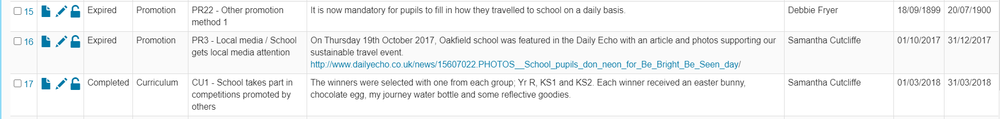 15 Expired Promotion PR22 - Other promotion It is now mandatory for pupils to fill in how they travelled to school on a daily basis. Debbie Fryer 18/09/1899 20/07/1900
method 1
16 Expired Promotion PR3 - Local media / School On Thursday 19th October 2017, Oakfield school was featured in the Daily Echo with an article and photos supporting our Samantha Cutcliffe 01/10/2017 31/12/2017
gets local media attention sustainable travel event.
http://www.dailyecho.co.uk/news/15607022.PHOTOS__School_pupils_don_neon_for_Be_Bright_Be_Seen_day/
17 Completed Curriculum CU1 - School takes part in The winners were selected with one from each group; Yr R, KS1 and KS2. Each winner received an easter bunny, Samantha Cutcliffe 01/03/2018 31/03/2018
competitions promoted by chocolate egg, my journey water bottle and some reflective goodies.
others